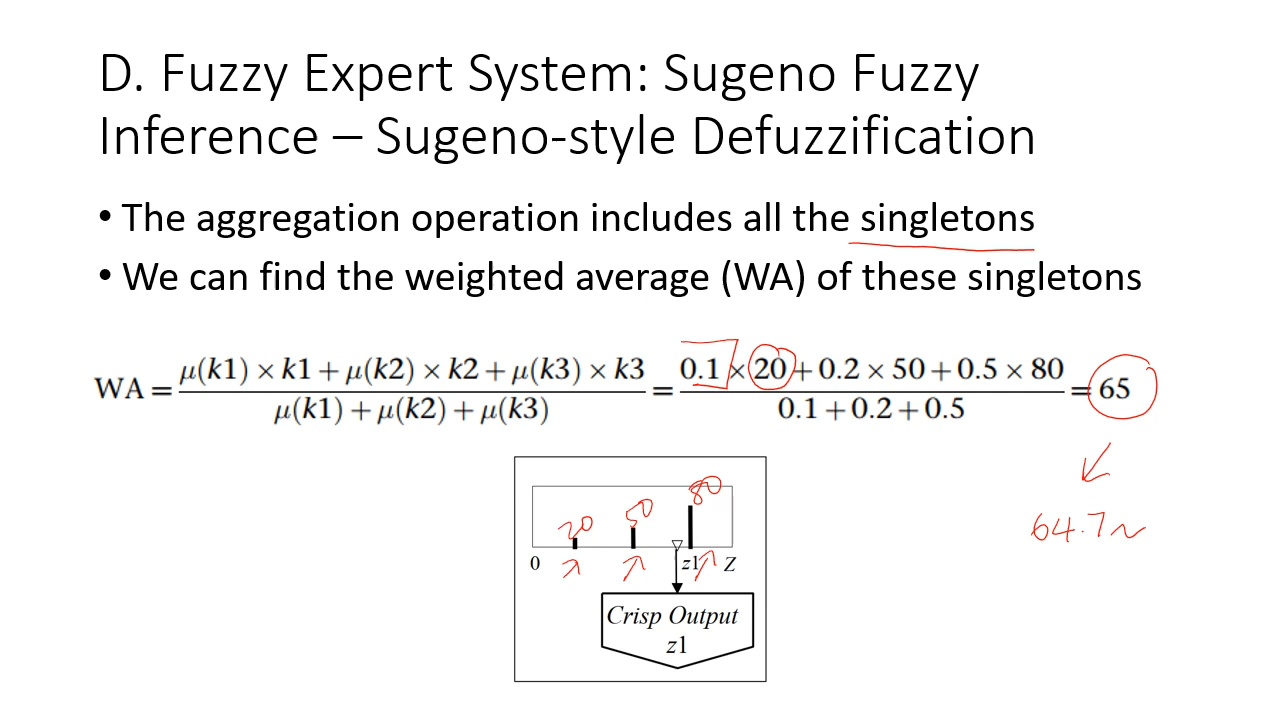 D. Fuzzy Expert System: Sugeno Fuzzy
Inference – Sugeno-style Defuzzification
• The aggregation operation includes all the singletons
• We can find the weighted average (WA) of these singletons
WA = μ(k1) × k1 + μ(k2) × k2 + μ(k3) × k3 / μ(k1) + μ(k2) + μ(k3) = 0.1 × 20 + 0.2 × 50 + 0.5 × 80 / 0.1 + 0.2 + 0.5 = 65
20 50 80
64.7~
0 z1 Z
Crisp Output
z1